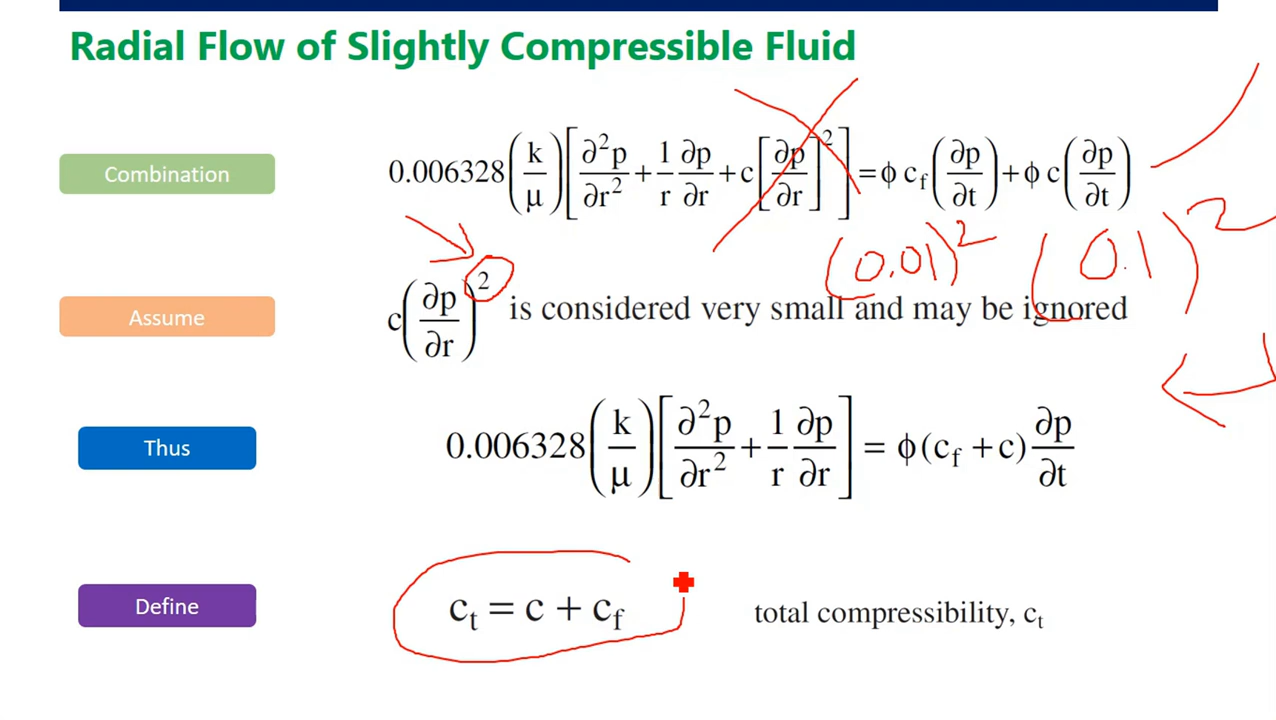 Radial Flow of Slightly Compressible Fluid
Combination
0.006328(k/μ)[∂²p/∂r² + 1/r ∂p/∂r + c[∂p/∂r]²] = ϕ c_f(∂p/∂t) + ϕ c(∂p/∂t)
(0.01)² (0.1)²
Assume
c(∂p/∂r)² is considered very small and may be ignored
Thus
0.006328(k/μ)[∂²p/∂r² + 1/r ∂p/∂r] = ϕ(c_f + c) ∂p/∂t
Define
c_t = c + c_f
total compressibility, c_t